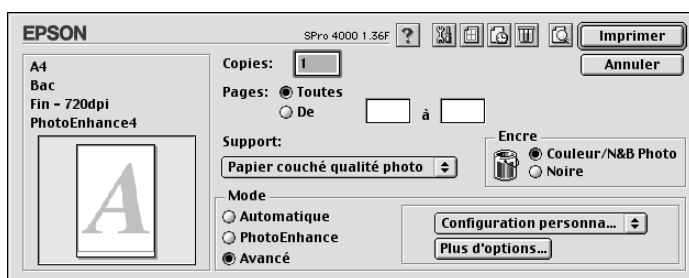 EPSON
SPro 4000 1.36F
?
Imprimer
Annuler
A4
Bac
Fin - 720dpi
PhotoEnhance4
A
Copies: 1
Pages: Toutes
De à
Support:
Papier couché qualité photo
Encre
Couleur/N&B Photo
Noire
Mode
Automatique
PhotoEnhance
Avancé
Configuration personna...
Plus d'options...